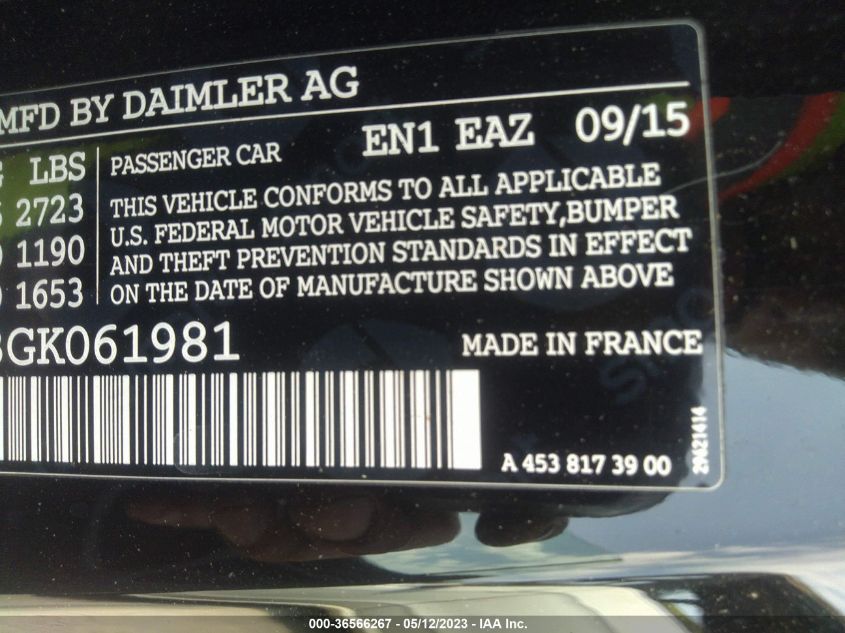 MFD BY DAIMLER AG
EN1 EAZ 09/15
LBS
2723
1190
1653
PASSENGER CAR
THIS VEHICLE CONFORMS TO ALL APPLICABLE
U.S. FEDERAL MOTOR VEHICLE SAFETY,BUMPER
AND THEFT PREVENTION STANDARDS IN EFFECT
ON THE DATE OF MANUFACTURE SHOWN ABOVE
GK061981
MADE IN FRANCE
A 453 817 39 00
29621414
000-36566267 - 05/12/2023 - IAA Inc.